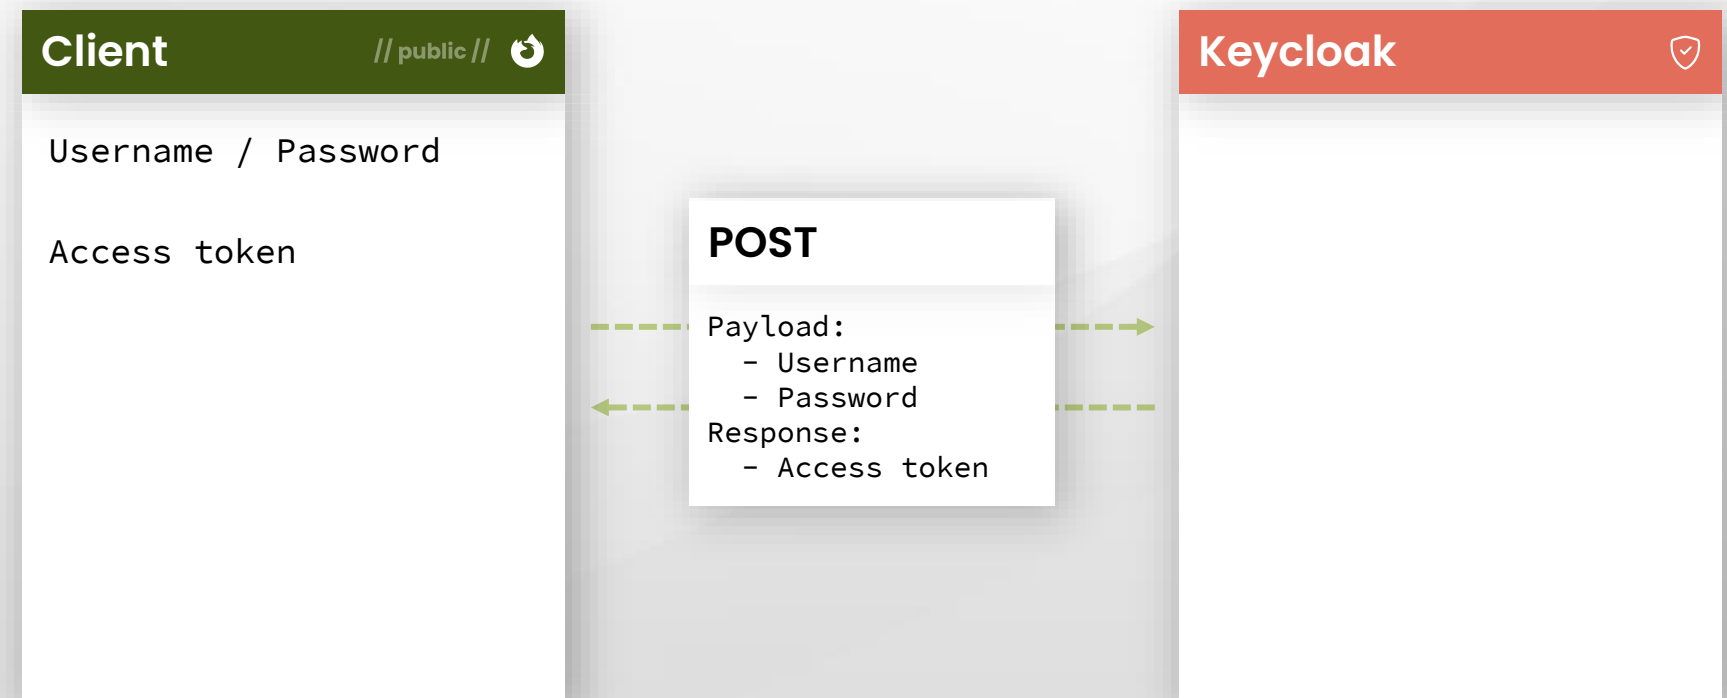 Client
// public //
Keycloak
Username / Password
Access token
POST
Payload:
- Username
- Password
Response:
- Access token